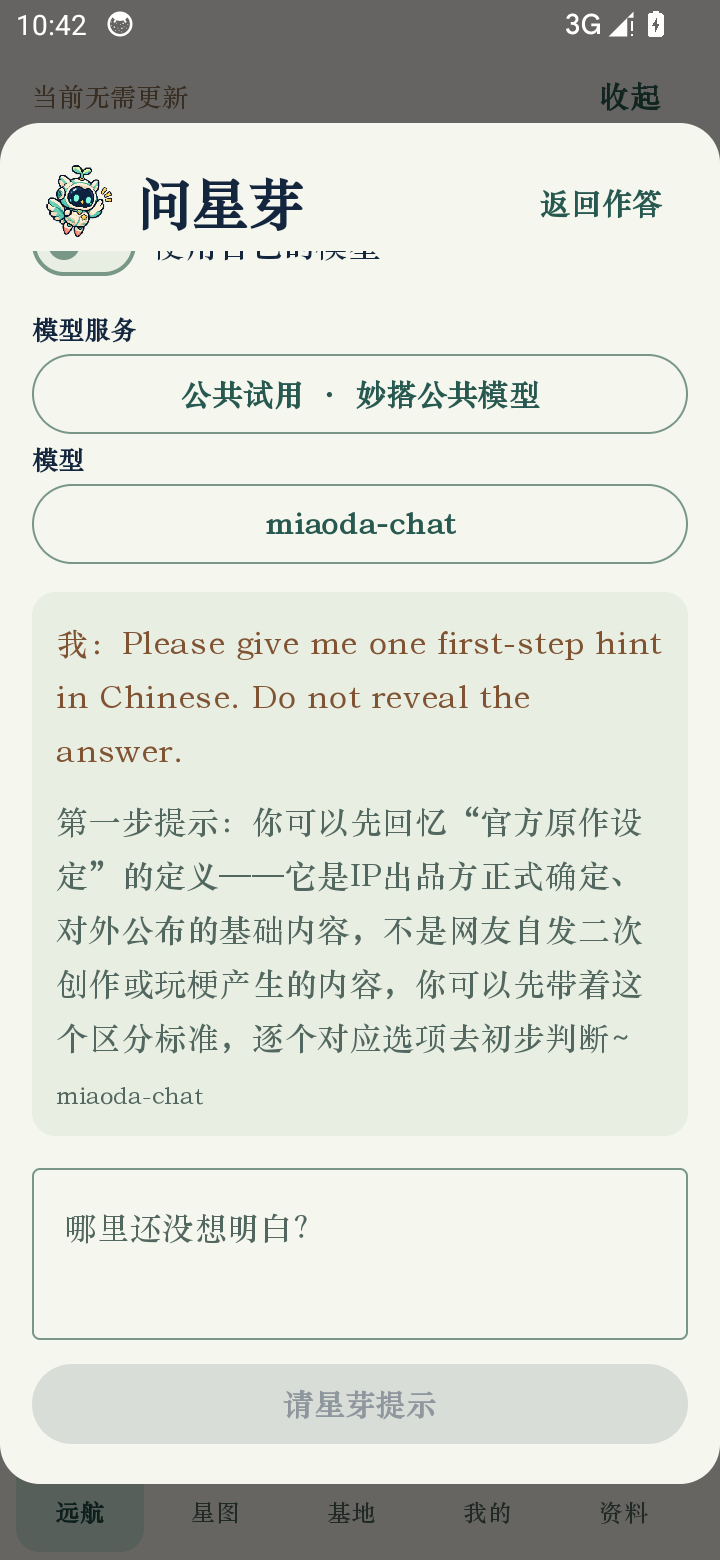 10:42
3G
当前无需更新
收起
问星芽
返回作答
使用自己的模型
模型服务
公共试用 · 妙搭公共模型
模型
miaoda-chat
我：Please give me one first-step hint
in Chinese. Do not reveal the
answer.
第一步提示：你可以先回忆“官方原作设
定”的定义——它是IP出品方正式确定、
对外公布的基础内容，不是网友自发二次
创作或玩梗产生的内容，你可以先带着这
个区分标准，逐个对应选项去初步判断~
miaoda-chat
哪里还没想明白？
请星芽提示
远航
星图
基地
我的
资料